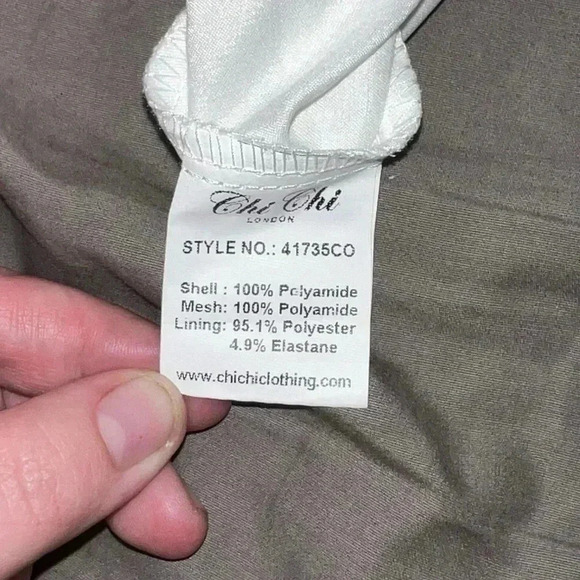 Chi Chi
LONDON
STYLE NO.: 41735CO
Shell : 100% Polyamide
Mesh: 100% Polyamide
Lining: 95.1% Polyester
4.9% Elastane
www.chichiclothing.com